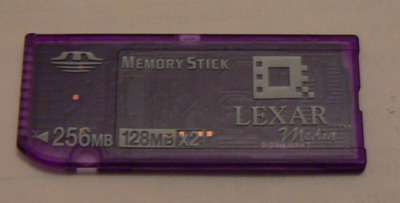 MEMORY STICK
LEXAR
Media
256MB
128MB X2